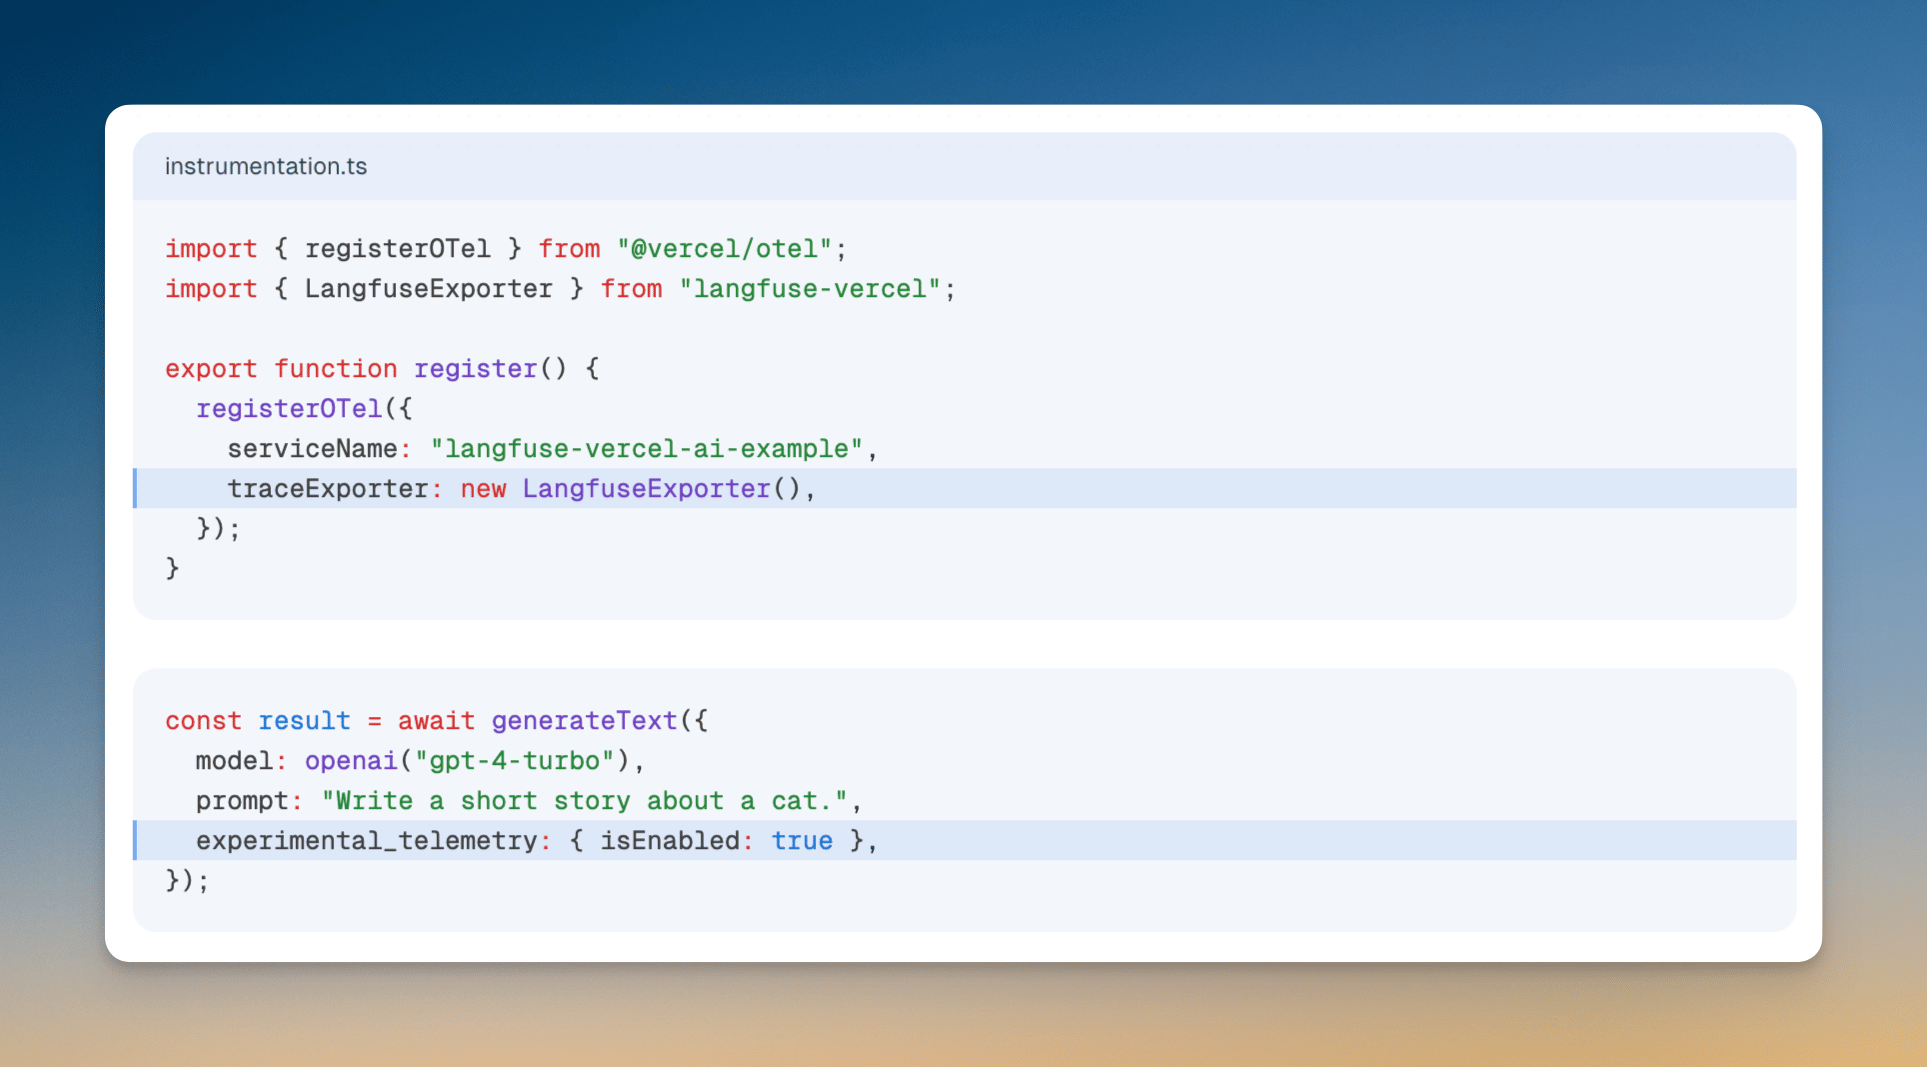 instrumentation.ts
import { registerOTel } from "@vercel/otel";
import { LangfuseExporter } from "langfuse-vercel";
export function register() {
  registerOTel({
    serviceName: "langfuse-vercel-ai-example",
    traceExporter: new LangfuseExporter(),
  });
}
const result = await generateText({
  model: openai("gpt-4-turbo"),
  prompt: "Write a short story about a cat.",
  experimental_telemetry: { isEnabled: true },
});